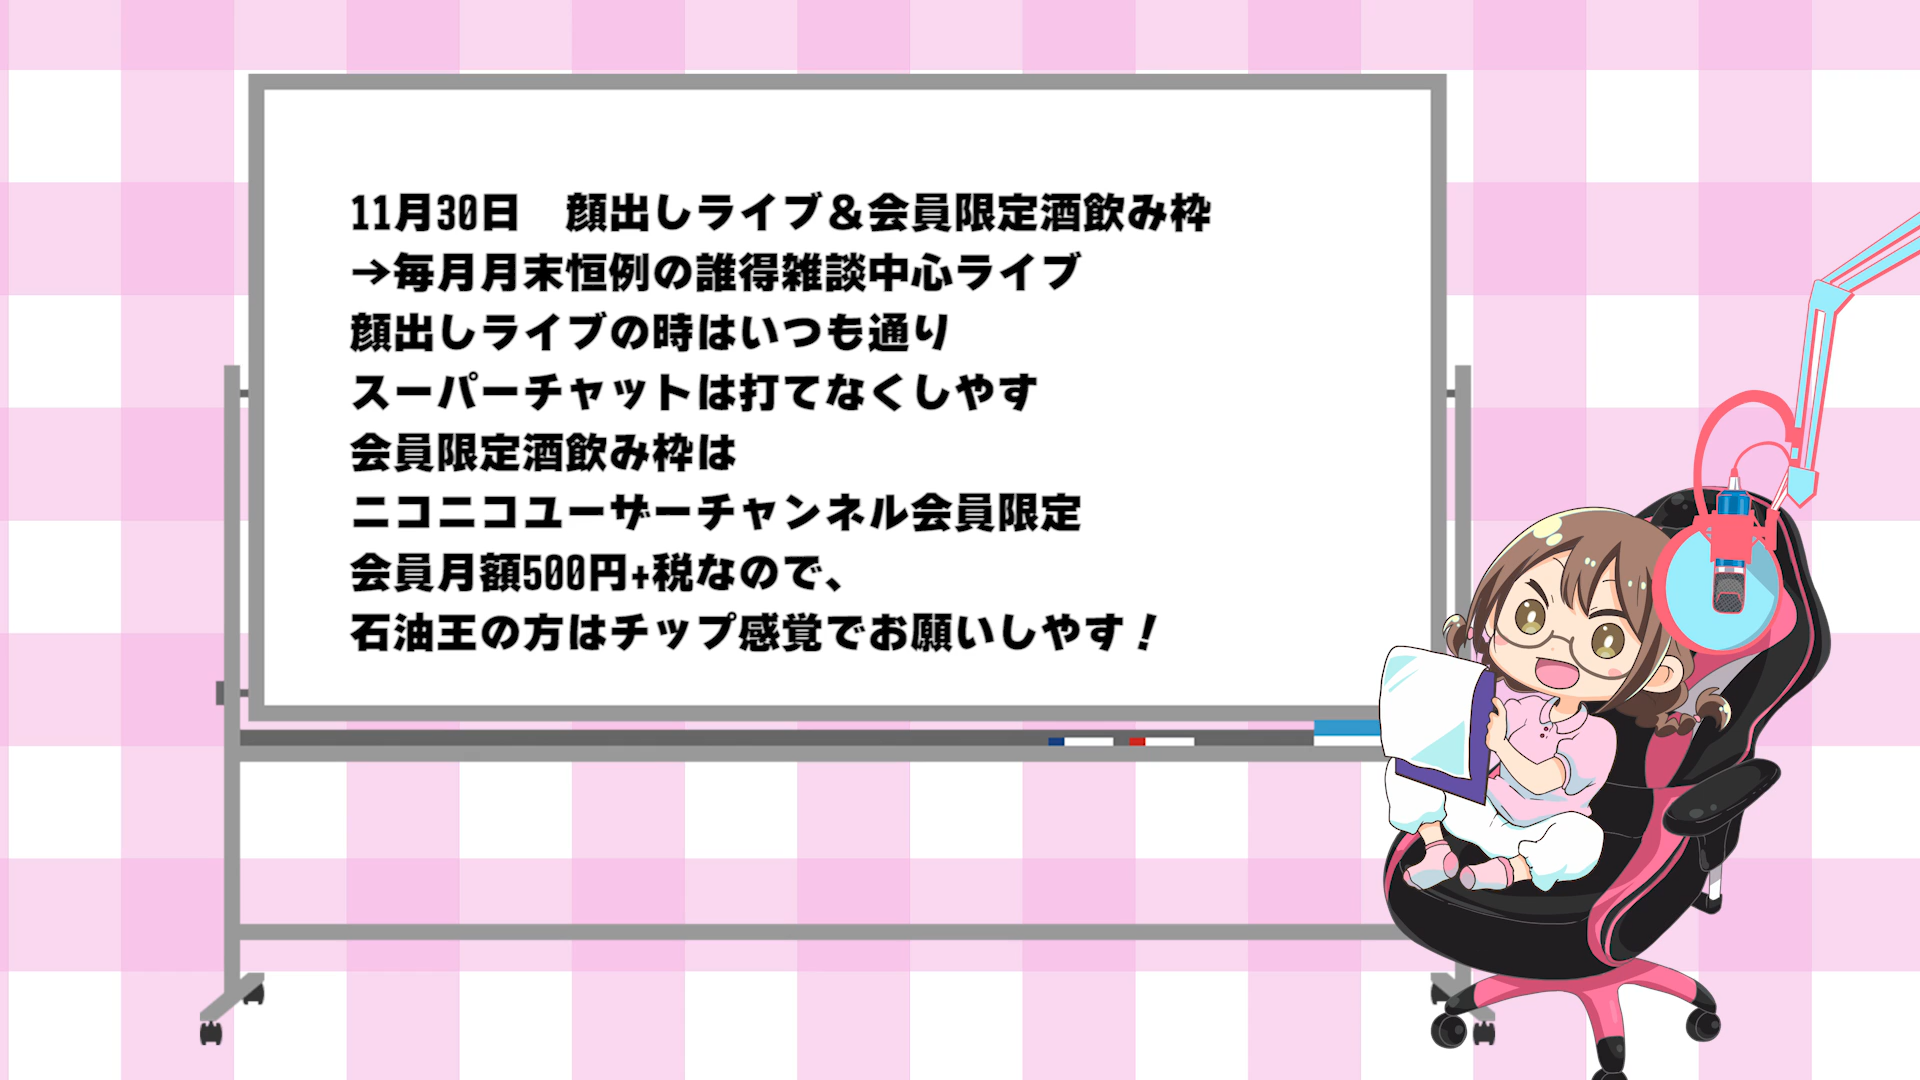 11月30日　顔出しライブ＆会員限定酒飲み枠
→毎月月末恒例の誰得雑談中心ライブ
顔出しライブの時はいつも通り
スーパーチャットは打てなくしやす
会員限定酒飲み枠は
ニコニコユーザーチャンネル会員限定
会員月額500円+税なので、
石油王の方はチップ感覚でお願いしやす！